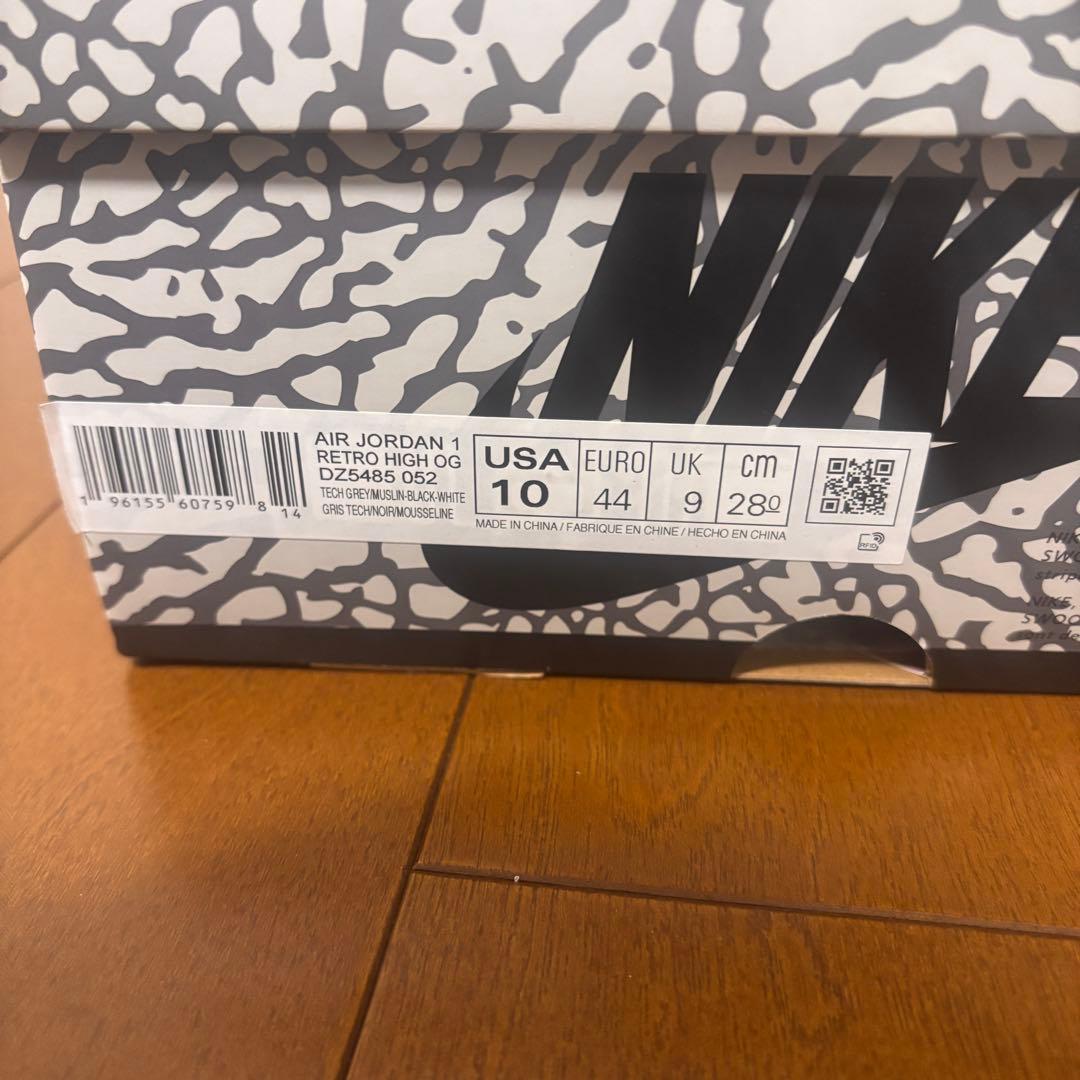 NIKE
AIR JORDAN 1
RETRO HIGH OG
DZ5485 052
TECH GREY/MUSLIN-BLACK-WHITE
GRIS TECH/NOIR/MOUSSELINE
1 96155 60759 8 14
USA 10
EURO 44
UK 9
cm 280
MADE IN CHINA / FABRIQUE EN CHINE / HECHO EN CHINA
RFID
NIKE,